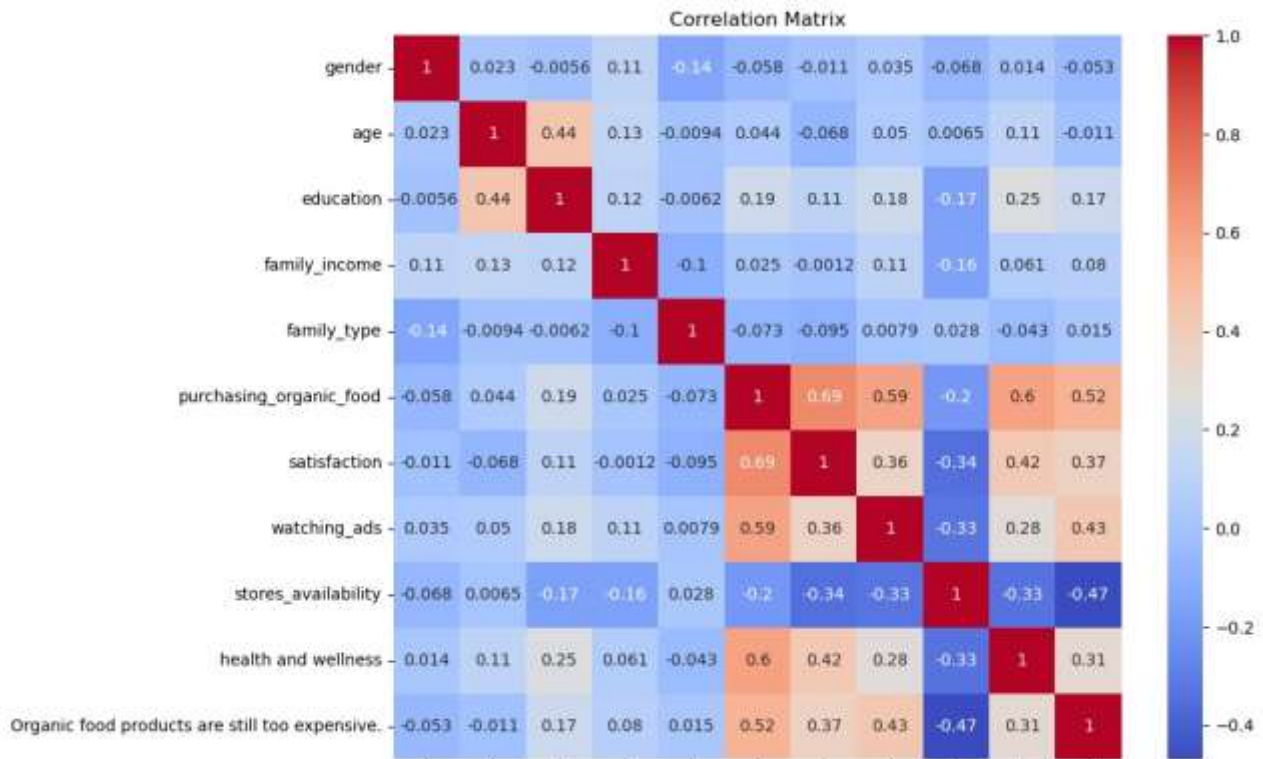 Correlation Matrix
gender 1 0.023 -0.0056 0.11 -0.14 -0.058 -0.011 0.035 -0.068 0.014 -0.053
age 0.023 1 0.44 0.13 -0.0094 0.044 -0.068 0.05 0.0065 0.11 -0.011
education -0.0056 0.44 1 0.12 -0.0062 0.19 0.11 0.18 -0.17 0.25 0.17
family_income 0.11 0.13 0.12 1 -0.1 0.025 -0.0012 0.11 -0.16 0.061 0.08
family_type -0.14 -0.0094 -0.0062 -0.1 1 -0.073 -0.095 0.0079 0.028 -0.043 0.015
purchasing_organic_food -0.058 0.044 0.19 0.025 -0.073 1 0.69 0.59 -0.2 0.6 0.52
satisfaction -0.011 -0.068 0.11 -0.0012 -0.095 0.69 1 0.36 -0.34 0.42 0.37
watching_ads 0.035 0.05 0.18 0.11 0.0079 0.59 0.36 1 -0.33 0.28 0.43
stores_availability -0.068 0.0065 -0.17 -0.16 0.028 -0.2 -0.34 -0.33 1 -0.33 -0.47
health and wellness 0.014 0.11 0.25 0.061 -0.043 0.6 0.42 0.28 -0.33 1 0.31
Organic food products are still too expensive. -0.053 -0.011 0.17 0.08 0.015 0.52 0.37 0.43 -0.47 0.31 1
1.0
0.8
0.6
0.4
0.2
0.0
−0.2
−0.4